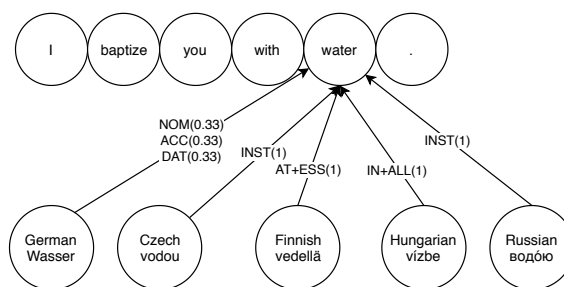 I baptize you with water .
NOM(0.33)
ACC(0.33)
DAT(0.33)
INST(1)
AT+ESS(1)
IN+ALL(1)
INST(1)
German
Wasser
Czech
vodou
Finnish
vedellä
Hungarian
vízbe
Russian
водóю